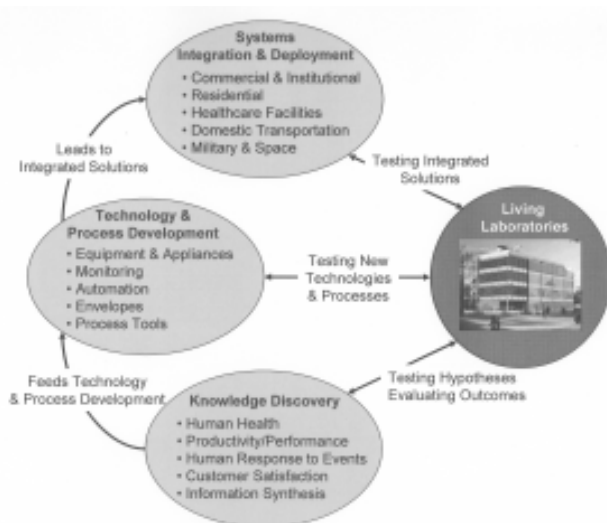 Systems
Integration & Deployment
• Commercial & Institutional
• Residential
• Healthcare Facilities
• Domestic Transportation
• Military & Space
Leads to
Integrated Solutions
Testing Integrated
Solutions
Living
Laboratories
Technology &
Process Development
• Equipment & Appliances
• Monitoring
• Automation
• Envelopes
• Process Tools
Testing New
Technologies
& Processes
Feeds Technology
& Process Development
Testing Hypotheses
Evaluating Outcomes
Knowledge Discovery
• Human Health
• Productivity/Performance
• Human Response to Events
• Customer Satisfaction
• Information Synthesis